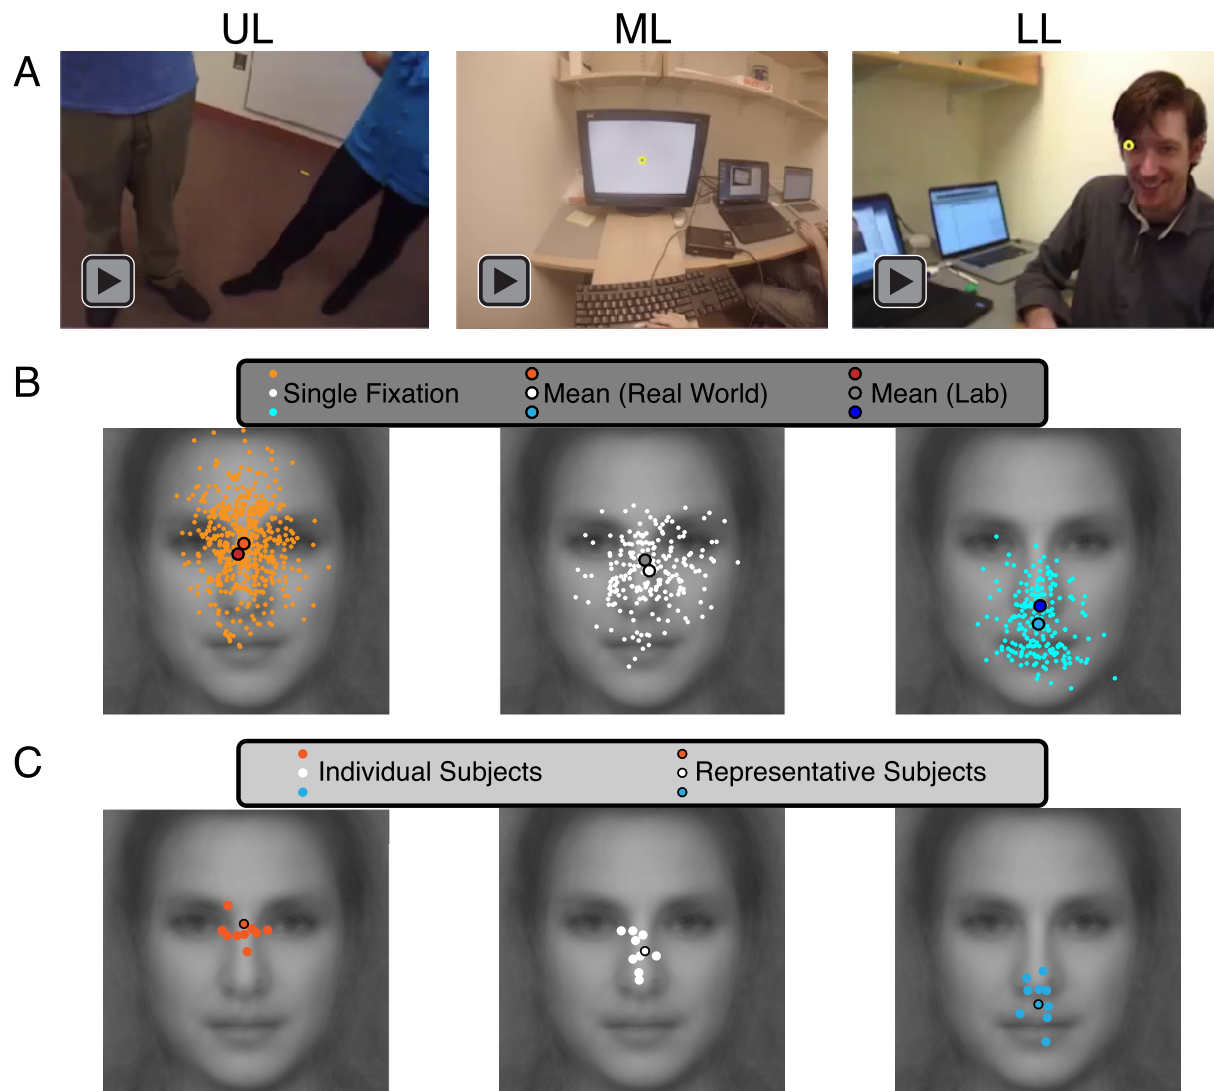 UL ML LL
A
B
Single Fixation Mean (Real World) Mean (Lab)
C
Individual Subjects Representative Subjects